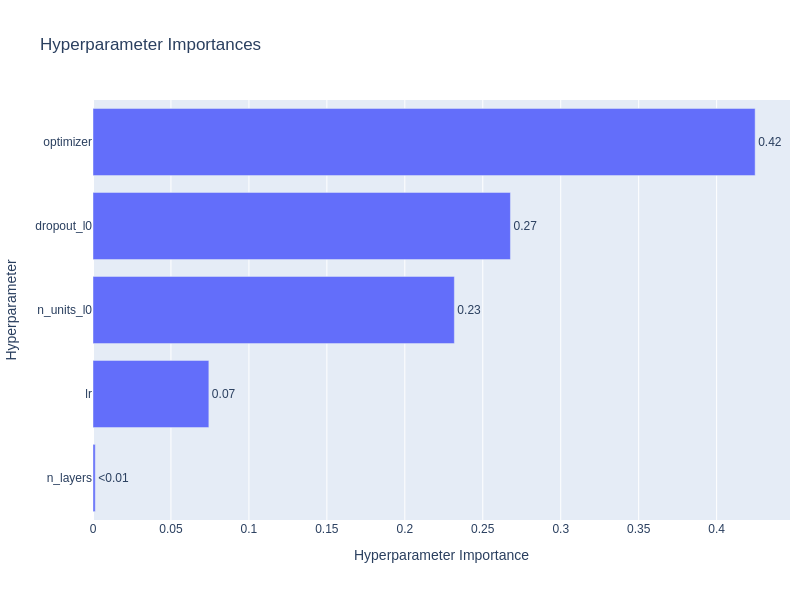 Hyperparameter Importances
optimizer
0.42
dropout_l0
0.27
n_units_l0
0.23
lr
0.07
n_layers
<0.01
0
0.05
0.1
0.15
0.2
0.25
0.3
0.35
0.4
Hyperparameter Importance
Hyperparameter